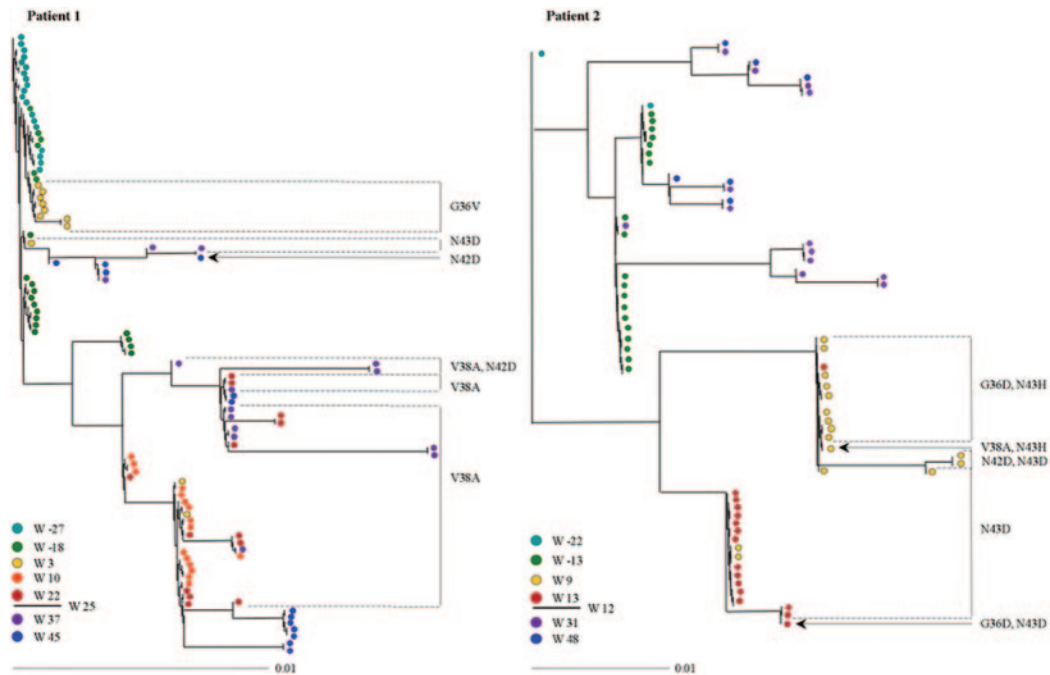 Patient 1
G36V
N43D
N42D
V38A, N42D
V38A
V38A
W -27
W -18
W 3
W 10
W 22
W 25
W 37
W 45
0.01
Patient 2
G36D, N43H
V38A, N43H
N42D, N43D
N43D
G36D, N43D
W -22
W -13
W 9
W 13
W 12
W 31
W 48
0.01